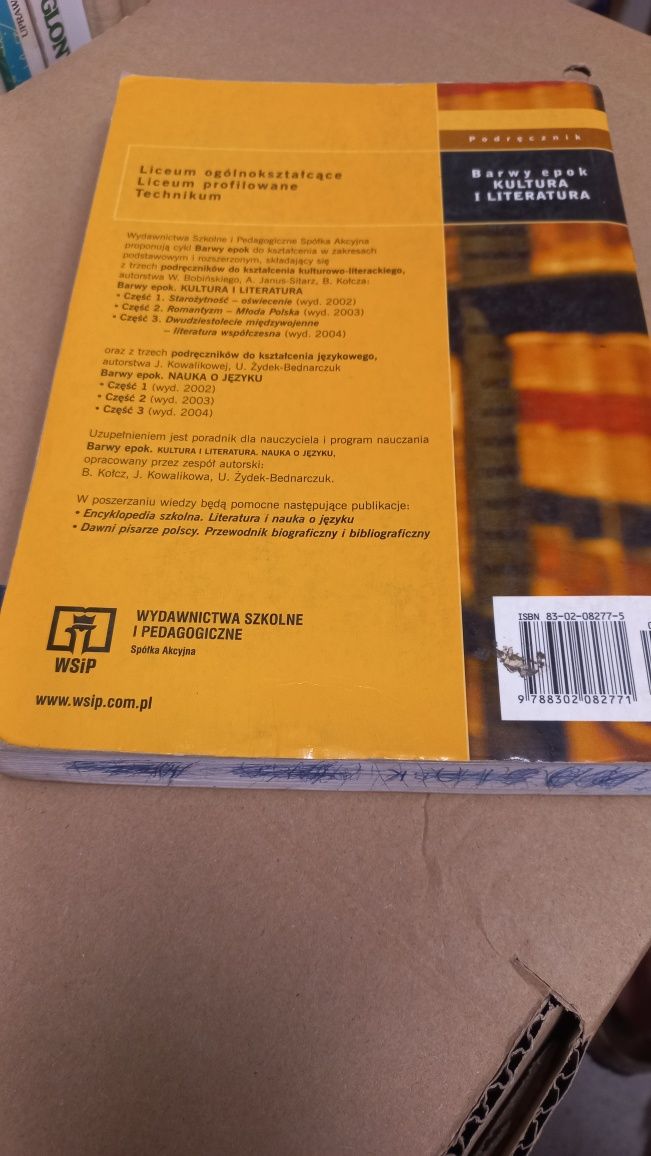 GLON
UPRAW
Podręcznik
Barwy epok
KULTURA
I LITERATURA
Liceum ogólnokształcące
Liceum profilowane
Technikum
Wydawnictwa Szkolne i Pedagogiczne Spółka Akcyjna
proponują cykl Barwy epok do kształcenia w zakresach
podstawowym i rozszerzonym, składający się
z trzech podręczników do kształcenia kulturowo-literackiego,
autorstwa W. Bobińskiego, A. Janus-Sitarz, B. Kołcza:
Barwy epok. KULTURA I LITERATURA
• Część 1. Starożytność – oświecenie (wyd. 2002)
• Część 2. Romantyzm – Młoda Polska (wyd. 2003)
• Część 3. Dwudziestolecie międzywojenne
– literatura współczesna (wyd. 2004)
oraz z trzech podręczników do kształcenia językowego,
autorstwa J. Kowalikowej, U. Żydek-Bednarczuk
Barwy epok. NAUKA O JĘZYKU
• Część 1 (wyd. 2002)
• Część 2 (wyd. 2003)
• Część 3 (wyd. 2004)
Uzupełnieniem jest poradnik dla nauczyciela i program nauczania
Barwy epok. KULTURA I LITERATURA. NAUKA O JĘZYKU,
opracowany przez zespół autorski:
B. Kołcz, J. Kowalikowa, U. Żydek-Bednarczuk.
W poszerzaniu wiedzy będą pomocne następujące publikacje:
• Encyklopedia szkolna. Literatura i nauka o języku
• Dawni pisarze polscy. Przewodnik biograficzny i bibliograficzny
WSiP
WYDAWNICTWA SZKOLNE
I PEDAGOGICZNE
Spółka Akcyjna
www.wsip.com.pl
ISBN 83-02-08277-5
9 788302 082771